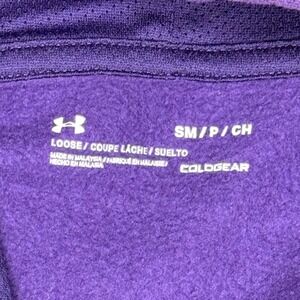 SM/P/CH
LOOSE/ COUPE LÂCHE/ SUELTO
MADE IN MALAYSIA/ FABRIQUÉ EN MALAISIE/
HECHO EN MALASIA
COLDGEAR